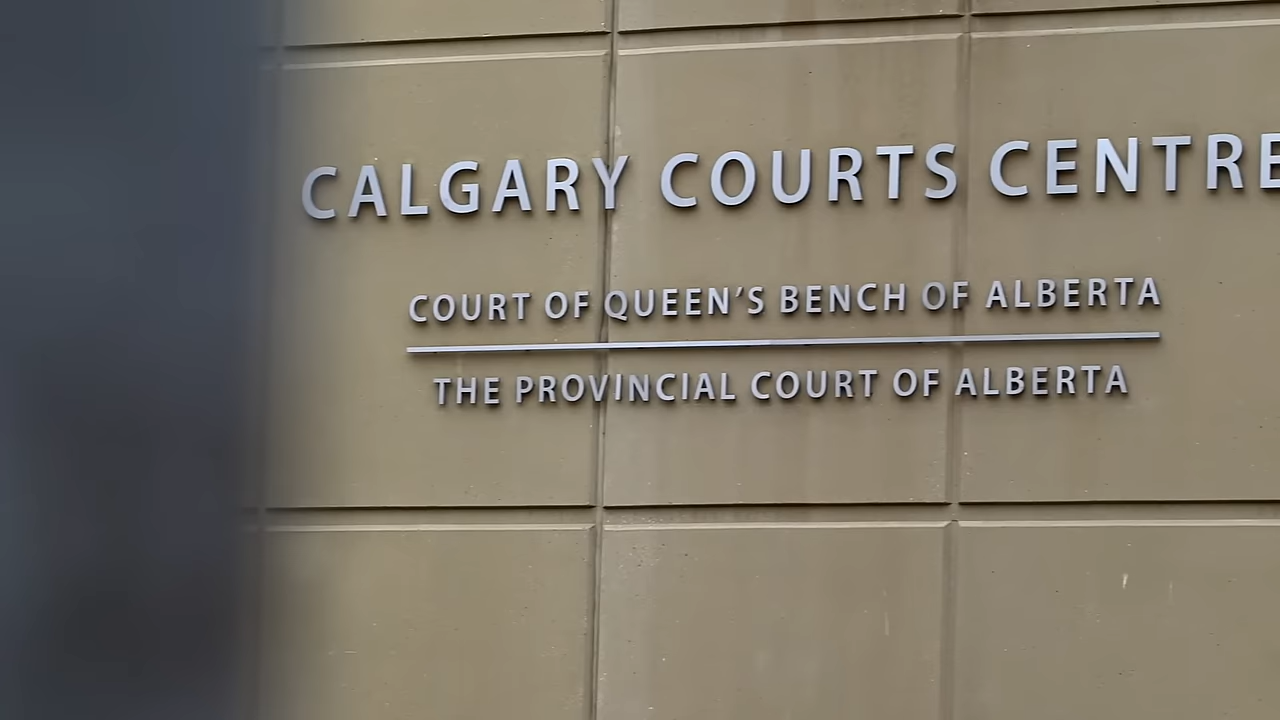 CALGARY COURTS CENTRE
COURT OF QUEEN'S BENCH OF ALBERTA
THE PROVINCIAL COURT OF ALBERTA